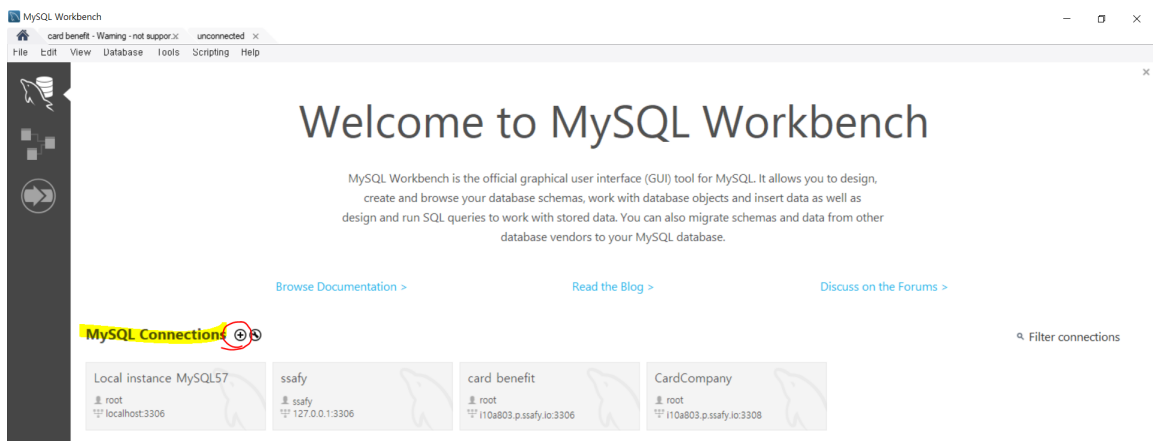 MySQL Workbench
card benefit - Warning - not suppor...
unconnected
File Edit View Database Tools Scripting Help
Welcome to MySQL Workbench
MySQL Workbench is the official graphical user interface (GUI) tool for MySQL. It allows you to design,
create and browse your database schemas, work with database objects and insert data as well as
design and run SQL queries to work with stored data. You can also migrate schemas and data from other
database vendors to your MySQL database.
Browse Documentation >
Read the Blog >
Discuss on the Forums >
MySQL Connections
Filter connections
Local instance MySQL57
root
localhost:3306
ssafy
ssafy
127.0.0.1:3306
card benefit
root
i10a803.p.ssafy.io:3306
CardCompany
root
i10a803.p.ssafy.io:3308